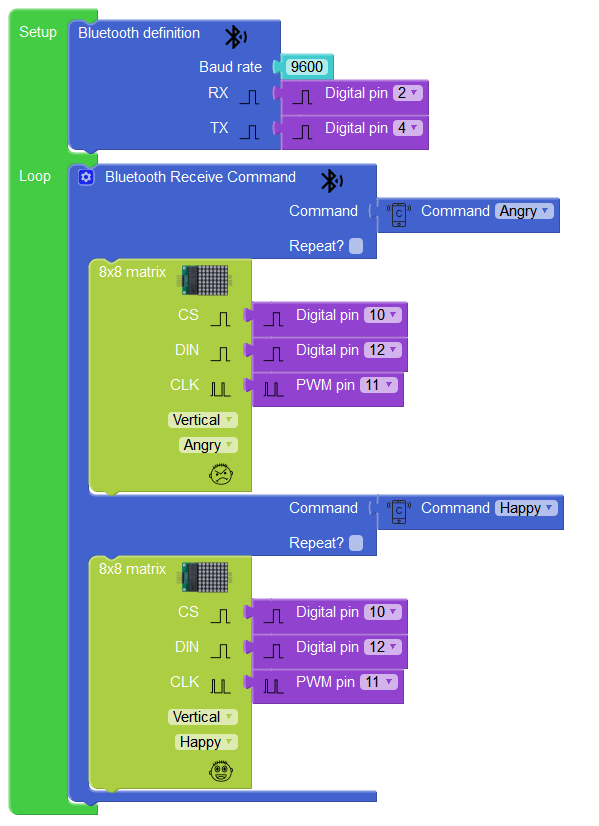 Setup
Bluetooth definition
Baud rate 9600
RX Digital pin 2
TX Digital pin 4
Loop
Bluetooth Receive Command
Command C Command Angry
Repeat?
8x8 matrix
CS Digital pin 10
DIN Digital pin 12
CLK PWM pin 11
Vertical
Angry
Command C Command Happy
Repeat?
8x8 matrix
CS Digital pin 10
DIN Digital pin 12
CLK PWM pin 11
Vertical
Happy